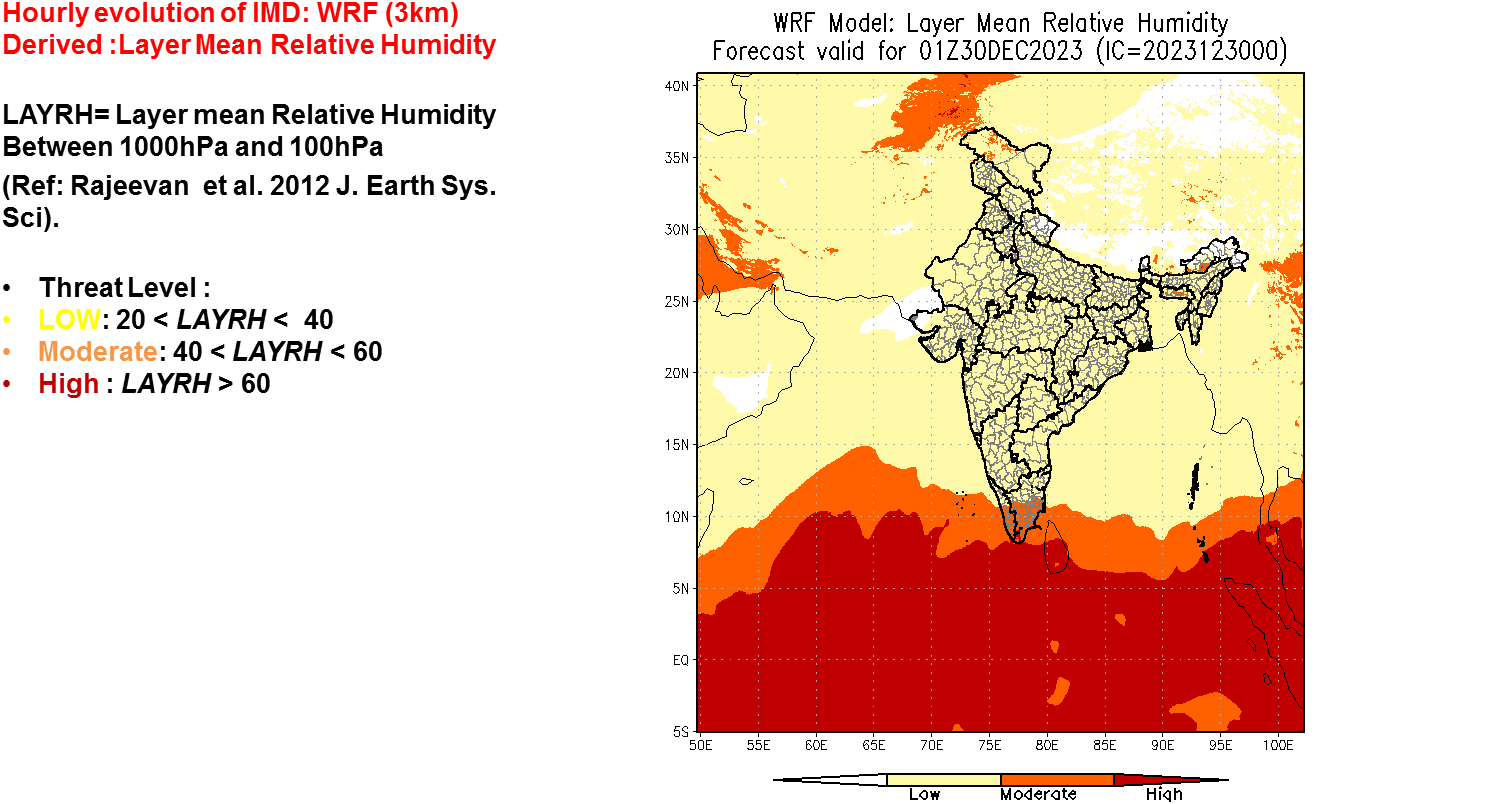 Hourly evolution of IMD: WRF (3km)
Derived :Layer Mean Relative Humidity
LAYRH= Layer mean Relative Humidity
Between 1000hPa and 100hPa
(Ref: Rajeevan et al. 2012 J. Earth Sys.
Sci).
• Threat Level :
• LOW: 20 < LAYRH < 40
• Moderate: 40 < LAYRH < 60
• High : LAYRH > 60
WRF Model: Layer Mean Relative Humidity
Forecast valid for 01Z30DEC2023 (IC=2023123000)
40N
35N
30N
25N
20N
15N
10N
5N
EQ
5S
50E 55E 60E 65E 70E 75E 80E 85E 90E 95E 100E
Low Moderate High